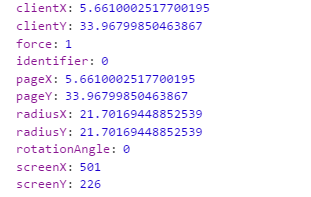 clientX: 5.6610002517700195
clientY: 33.96799850463867
force: 1
identifier: 0
pageX: 5.6610002517700195
pageY: 33.96799850463867
radiusX: 21.70169448852539
radiusY: 21.70169448852539
rotationAngle: 0
screenX: 501
screenY: 226